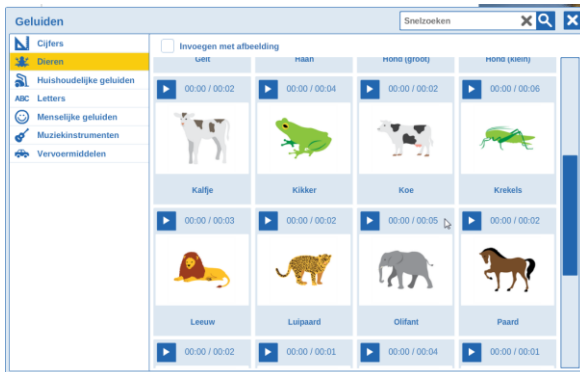 Geluiden
Snelzoeken
Cijfers
Dieren
Huishoudelijke geluiden
ABC Letters
Menselijke geluiden
Muziekinstrumenten
Vervoermiddelen
Invoegen met afbeelding
Geit Haan Hond (groot) Hond (klein)
00:00 / 00:02 00:00 / 00:04 00:00 / 00:02 00:00 / 00:06
Kalfje Kikker Koe Krekels
00:00 / 00:03 00:00 / 00:02 00:00 / 00:05 00:00 / 00:02
Leeuw Luipaard Olifant Paard
00:00 / 00:02 00:00 / 00:01 00:00 / 00:04 00:00 / 00:01